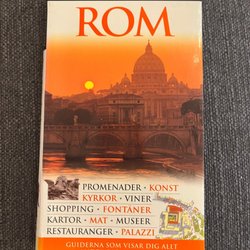 ROM
PROMENADER • KONST
KYRKOR • VINER
SHOPPING • FONTÄNER
KARTOR • MAT • MUSEER
RESTAURANGER • PALAZZI
GUIDERNA SOM VISAR DIG ALLT